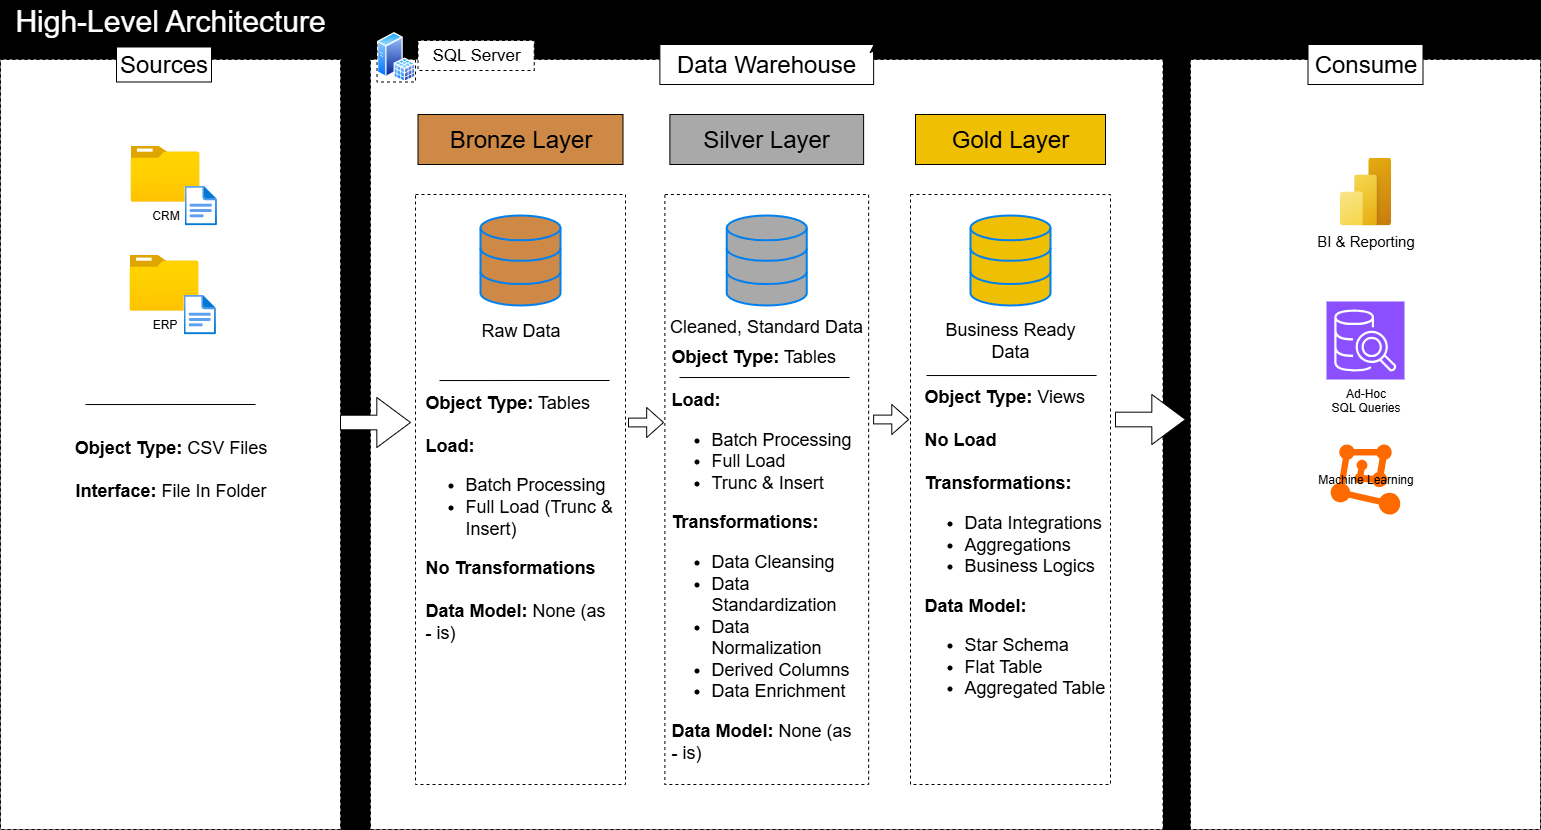 High-Level Architecture
Sources
CRM
ERP
Object Type: CSV Files
Interface: File In Folder
SQL Server
Data Warehouse
Bronze Layer
Raw Data
Object Type: Tables
Load:
• Batch Processing
• Full Load (Trunc &
Insert)
No Transformations
Data Model: None (as
- is)
Silver Layer
Cleaned, Standard Data
Object Type: Tables
Load:
• Batch Processing
• Full Load
• Trunc & Insert
Transformations:
• Data Cleansing
• Data
Standardization
• Data
Normalization
• Derived Columns
• Data Enrichment
Data Model: None (as
- is)
Gold Layer
Business Ready
Data
Object Type: Views
No Load
Transformations:
• Data Integrations
• Aggregations
• Business Logics
Data Model:
• Star Schema
• Flat Table
• Aggregated Table
Consume
BI & Reporting
Ad-Hoc
SQL Queries
Machine Learning